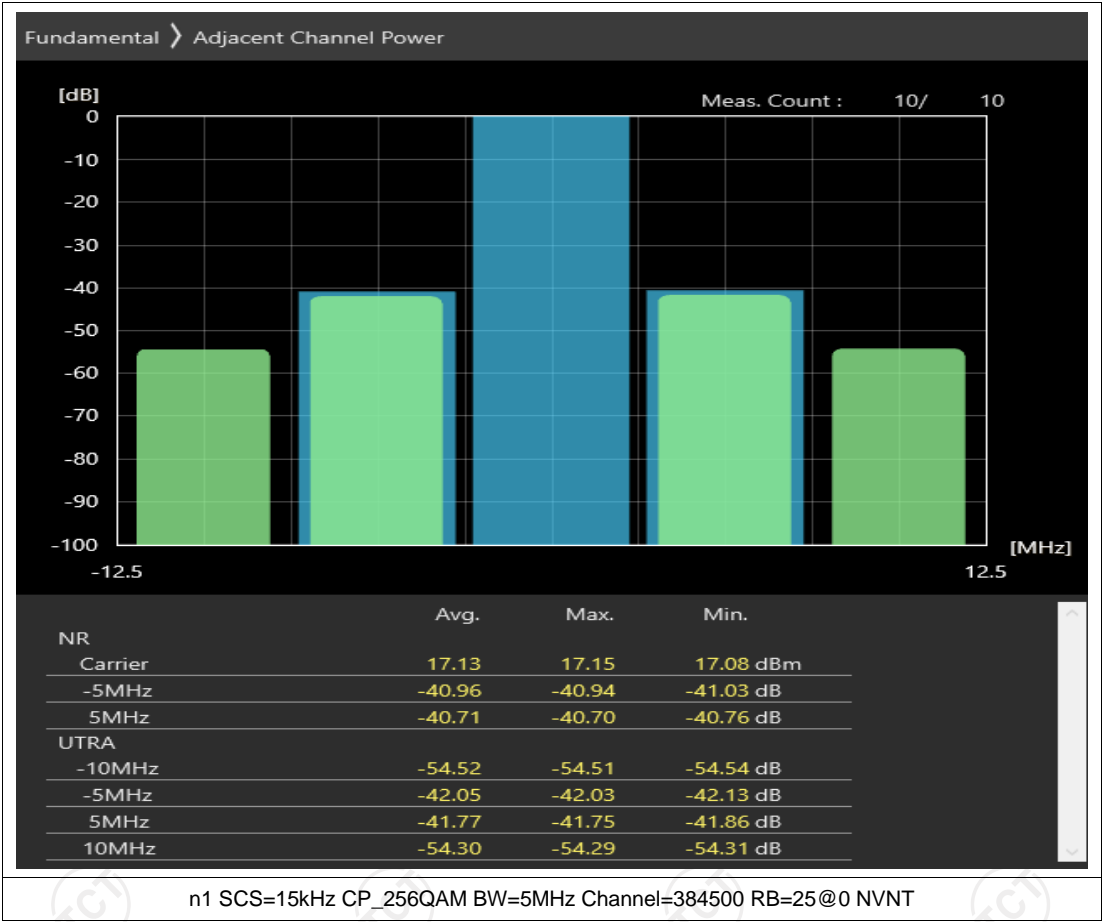 Fundamental 〉 Adjacent Channel Power
[dB]
Meas. Count : 10/ 10
0
-10
-20
-30
-40
-50
-60
-70
-80
-90
-100
[MHz]
-12.5 12.5
Avg. Max. Min.
NR
Carrier 17.13 17.15 17.08 dBm
-5MHz -40.96 -40.94 -41.03 dB
5MHz -40.71 -40.70 -40.76 dB
UTRA
-10MHz -54.52 -54.51 -54.54 dB
-5MHz -42.05 -42.03 -42.13 dB
5MHz -41.77 -41.75 -41.86 dB
10MHz -54.30 -54.29 -54.31 dB
n1 SCS=15kHz CP_256QAM BW=5MHz Channel=384500 RB=25@0 NVNT
TCT TCT TCT TCT